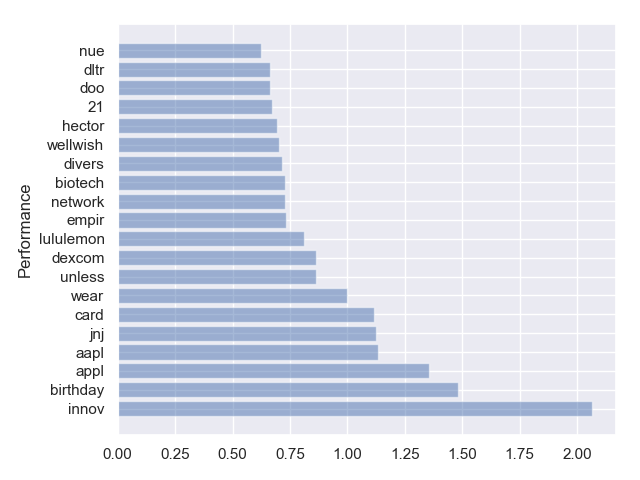 nue
dltr
doo
21
hector
wellwish
divers
biotech
network
empir
lululemon
dexcom
unless
wear
card
jnj
aapl
appl
birthday
innov
Performance
0.00 0.25 0.50 0.75 1.00 1.25 1.50 1.75 2.00